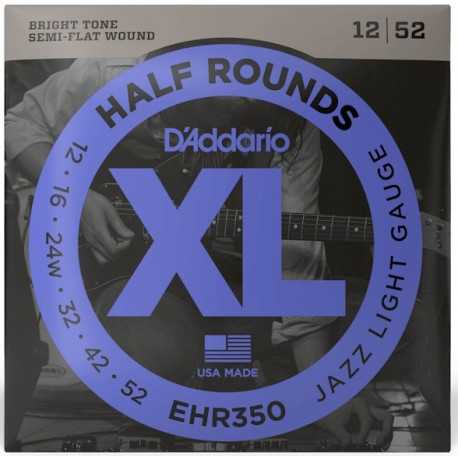 BRIGHT TONE
SEMI-FLAT WOUND
12 | 52
HALF ROUNDS
D'Addario
XL
12 • 16 • 24W • 32 • 42 • 52
JAZZ LIGHT GAUGE
USA MADE
EHR350